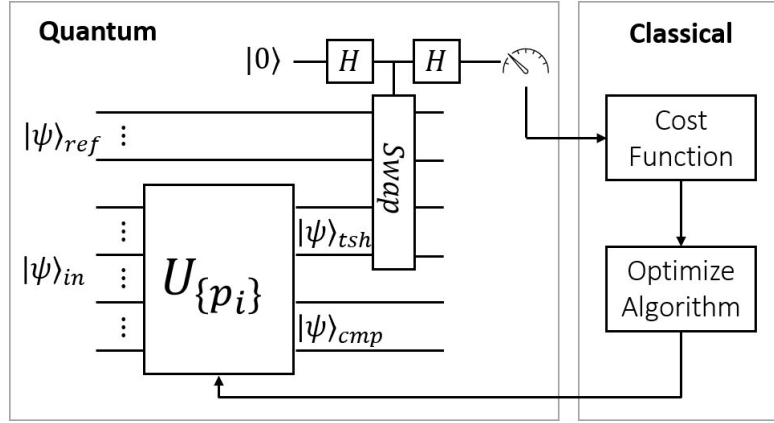 Quantum
Classical
|0⟩ H H
|ψ⟩ref ⋮
Swap
Cost
Function
⋮
|ψ⟩tsh
|ψ⟩in ⋮
U{pi}
Optimize
Algorithm
⋮
|ψ⟩cmp